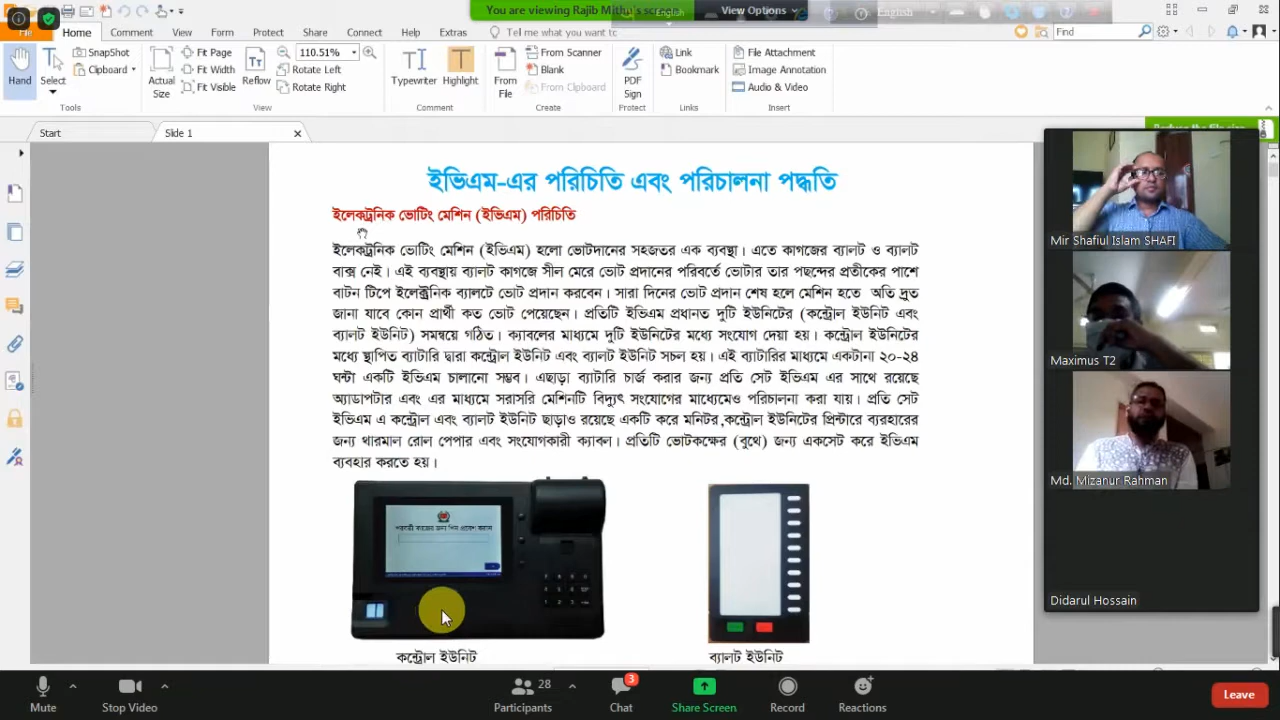 You are viewing Rajib Mithu's screen
View Options
English
English
Home
Comment
View
Form
Protect
Share
Connect
Help
Extras
Tell me what you want to
Find
Hand
Select
SnapShot
Clipboard
Tools
Actual Size
Fit Page
Fit Width
Fit Visible
Reflow
110.51%
Rotate Left
Rotate Right
View
Typewriter
Highlight
Comment
From File
From Scanner
Blank
From Clipboard
Create
PDF Sign
Protect
Link
Bookmark
Links
File Attachment
Image Annotation
Audio & Video
Insert
Start
Slide 1
ইভিএম-এর পরিচিতি এবং পরিচালনা পদ্ধতি
ইলেকট্রনিক ভোটিং মেশিন (ইভিএম) পরিচিতি
ইলেকট্রনিক ভোটিং মেশিন (ইভিএম) হলো ভোটদানের সহজতর এক ব্যবস্থা। এতে কাগজের ব্যালট ও ব্যালট
বাক্স নেই। এই ব্যবস্থায় ব্যালট কাগজে সীল মেরে ভোট প্রদানের পরিবর্তে ভোটার তার পছন্দের প্রতীকের পাশে
বাটন টিপে ইলেক্ট্রনিক ব্যালটে ভোট প্রদান করবেন। সারা দিনের ভোট প্রদান শেষ হলে মেশিন হতে অতি দ্রুত
জানা যাবে কোন প্রার্থী কত ভোট পেয়েছেন। প্রতিটি ইভিএম প্রধানত দুটি ইউনিটের (কন্ট্রোল ইউনিট এবং
ব্যালট ইউনিট) সমন্বয়ে গঠিত। ক্যাবলের মাধ্যমে দুটি ইউনিটের মধ্যে সংযোগ দেয়া হয়। কন্ট্রোল ইউনিটের
মধ্যে স্থাপিত ব্যাটারি দ্বারা কন্ট্রোল ইউনিট এবং ব্যালট ইউনিট সচল হয়। এই ব্যাটারির মাধ্যমে একটানা ২০-২৪
ঘন্টা একটি ইভিএম চালানো সম্ভব। এছাড়া ব্যাটারি চার্জ করার জন্য প্রতি সেট ইভিএম এর সাথে রয়েছে
অ্যাডাপটার এবং এর মাধ্যমে সরাসরি মেশিনটি বিদ্যুৎ সংযোগের মাধ্যেমেও পরিচালনা করা যায়। প্রতি সেট
ইভিএম এ কন্ট্রোল এবং ব্যালট ইউনিট ছাড়াও রয়েছে একটি করে মনিটর,কন্ট্রোল ইউনিটের প্রিন্টারে ব্যবহারের
জন্য থারমাল রোল পেপার এবং সংযোগকারী ক্যাবল। প্রতিটি ভোটকক্ষের (বুথে) জন্য একসেট করে ইভিএম
ব্যবহার করতে হয়।
পরবর্তী কাজের জন্য পিন প্রবেশ করান
কন্ট্রোল ইউনিট
ব্যালট ইউনিট
Mir Shafiul Islam SHAFI
Maximus T2
Md. Mizanur Rahman
Didarul Hossain
Mute
Stop Video
28
Participants
3
Chat
Share Screen
Record
Reactions
Leave